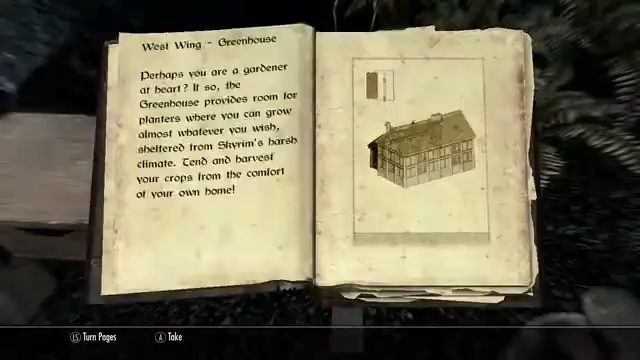 West Wing - Greenhouse
Perhaps you are a gardener
at heart? If so, the
Greenhouse provides room for
planters where you can grow
almost whatever you wish,
sheltered from Skyrim's harsh
climate. Tend and harvest
your crops from the comfort
of your own home!
LS Turn Pages
A Take